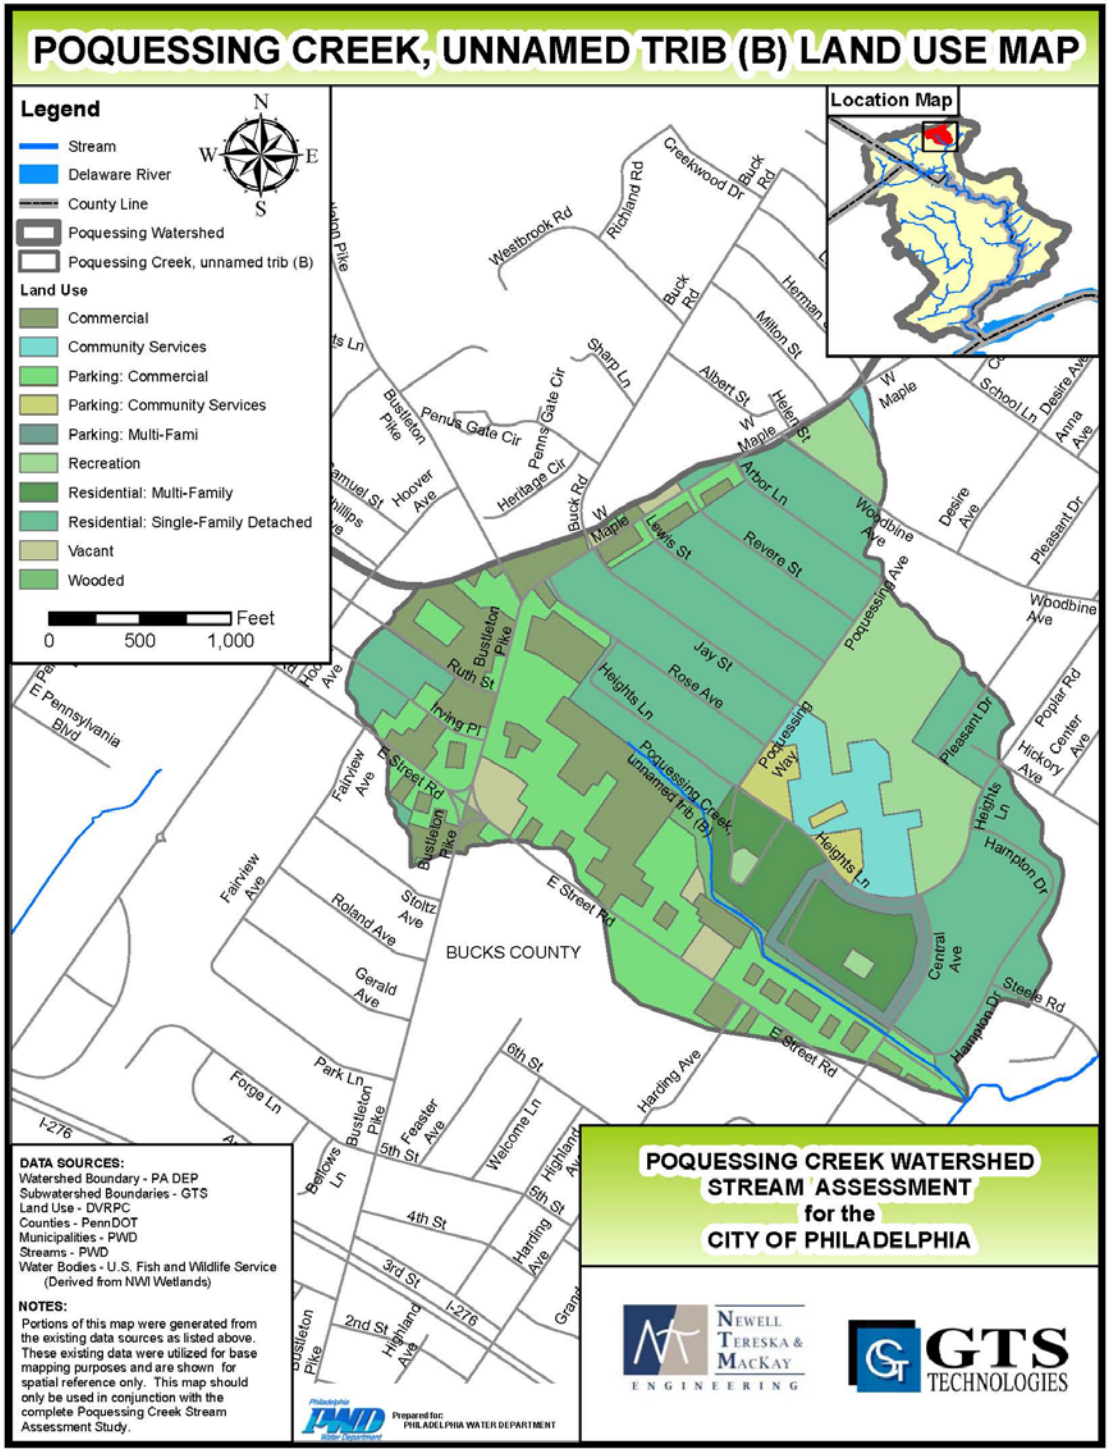 POQUESSING CREEK, UNNAMED TRIB (B) LAND USE MAP
Legend
N
W
E
S
Stream
Delaware River
County Line
Poquessing Watershed
Poquessing Creek, unnamed trib (B)
Land Use
Commercial
Community Services
Parking: Commercial
Parking: Community Services
Parking: Multi-Fami
Recreation
Residential: Multi-Family
Residential: Single-Family Detached
Vacant
Wooded
Feet
0 500 1,000
Location Map
Creekwood Dr
Buck
Rd
Richland Rd
Westbrook Rd
Pike
Buck
Rd
Herman
Milton St
Sharp Ln
Albert St
Helen St
W
Maple
W
Maple
School Ln
Desire Ave
Anna
Ave
Bustleton
Pike
Penus Gate Cir
Penns Gate Cir
Heritage Cir
Hoover
Ave
Buck Rd
W
Maple
Lewis St
Arbor Ln
Revere St
Woodbine
Ave
Desire
Ave
Pleasant Dr
Woodbine
Ave
Poquessing Ave
Jay St
Rose Ave
Heights Ln
Bustleton
Pike
Ruth St
Irving Pl
E Street Rd
Bustleton
Pike
Poquessing Creek,
unnamed trib (B)
Poquessing
Way
Heights Ln
Pleasant Dr
Poplar Rd
Center
Ave
Hickory
Ave
Heights
Ln
Hampton Dr
Central
Ave
Steele Rd
Hampton Dr
E Street Rd
E Street Rd
E Pennsylvania
Blvd
Ave
Fairview
Ave
Fairview
Ave
Stoltz
Ave
Roland Ave
Gerald
Ave
BUCKS COUNTY
Park Ln
Forge Ln
Bustleton
Pike
Feaster
Ave
6th St
Welcome Ln
Harding Ave
Highland
5th St
5th St
Bellows
Ln
4th St
Harding
Ave
3rd St
I-276
I-276
2nd St
Highland
Ave
Pike
DATA SOURCES:
Watershed Boundary - PA DEP
Subwatershed Boundaries - GTS
Land Use - DVRPC
Counties - PennDOT
Municipalities - PWD
Streams - PWD
Water Bodies - U.S. Fish and Wildlife Service
(Derived from NWI Wetlands)
NOTES:
Portions of this map were generated from
the existing data sources as listed above.
These existing data were utilized for base
mapping purposes and are shown for
spatial reference only. This map should
only be used in conjunction with the
complete Poquessing Creek Stream
Assessment Study.
Philadelphia
PWD
Water Department
Prepared for:
PHILADELPHIA WATER DEPARTMENT
POQUESSING CREEK WATERSHED
STREAM ASSESSMENT
for the
CITY OF PHILADELPHIA
NEWELL
TERESKA &
MACKAY
ENGINEERING
GTS
TECHNOLOGIES